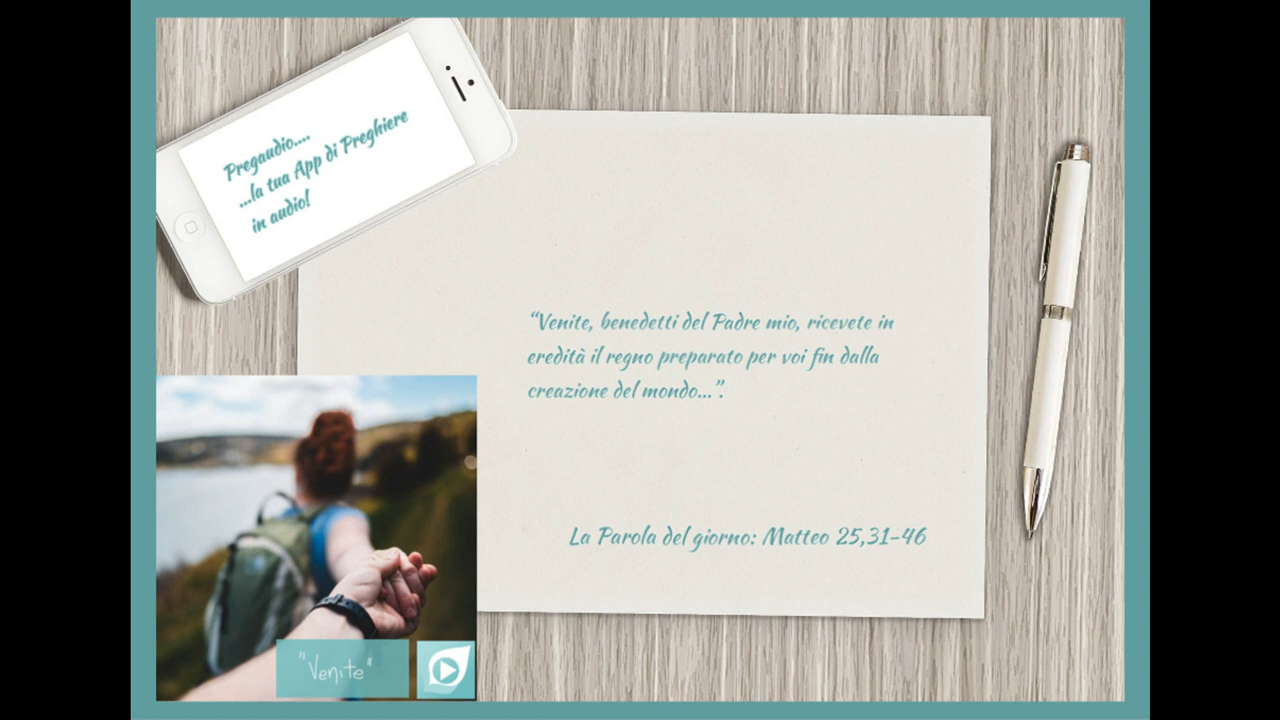 Pregaudio....
...la tua App di Preghiere
in audio!
“Venite, benedetti del Padre mio, ricevete in
eredità il regno preparato per voi fin dalla
creazione del mondo...”.
La Parola del giorno: Matteo 25,31-46
"Venite"